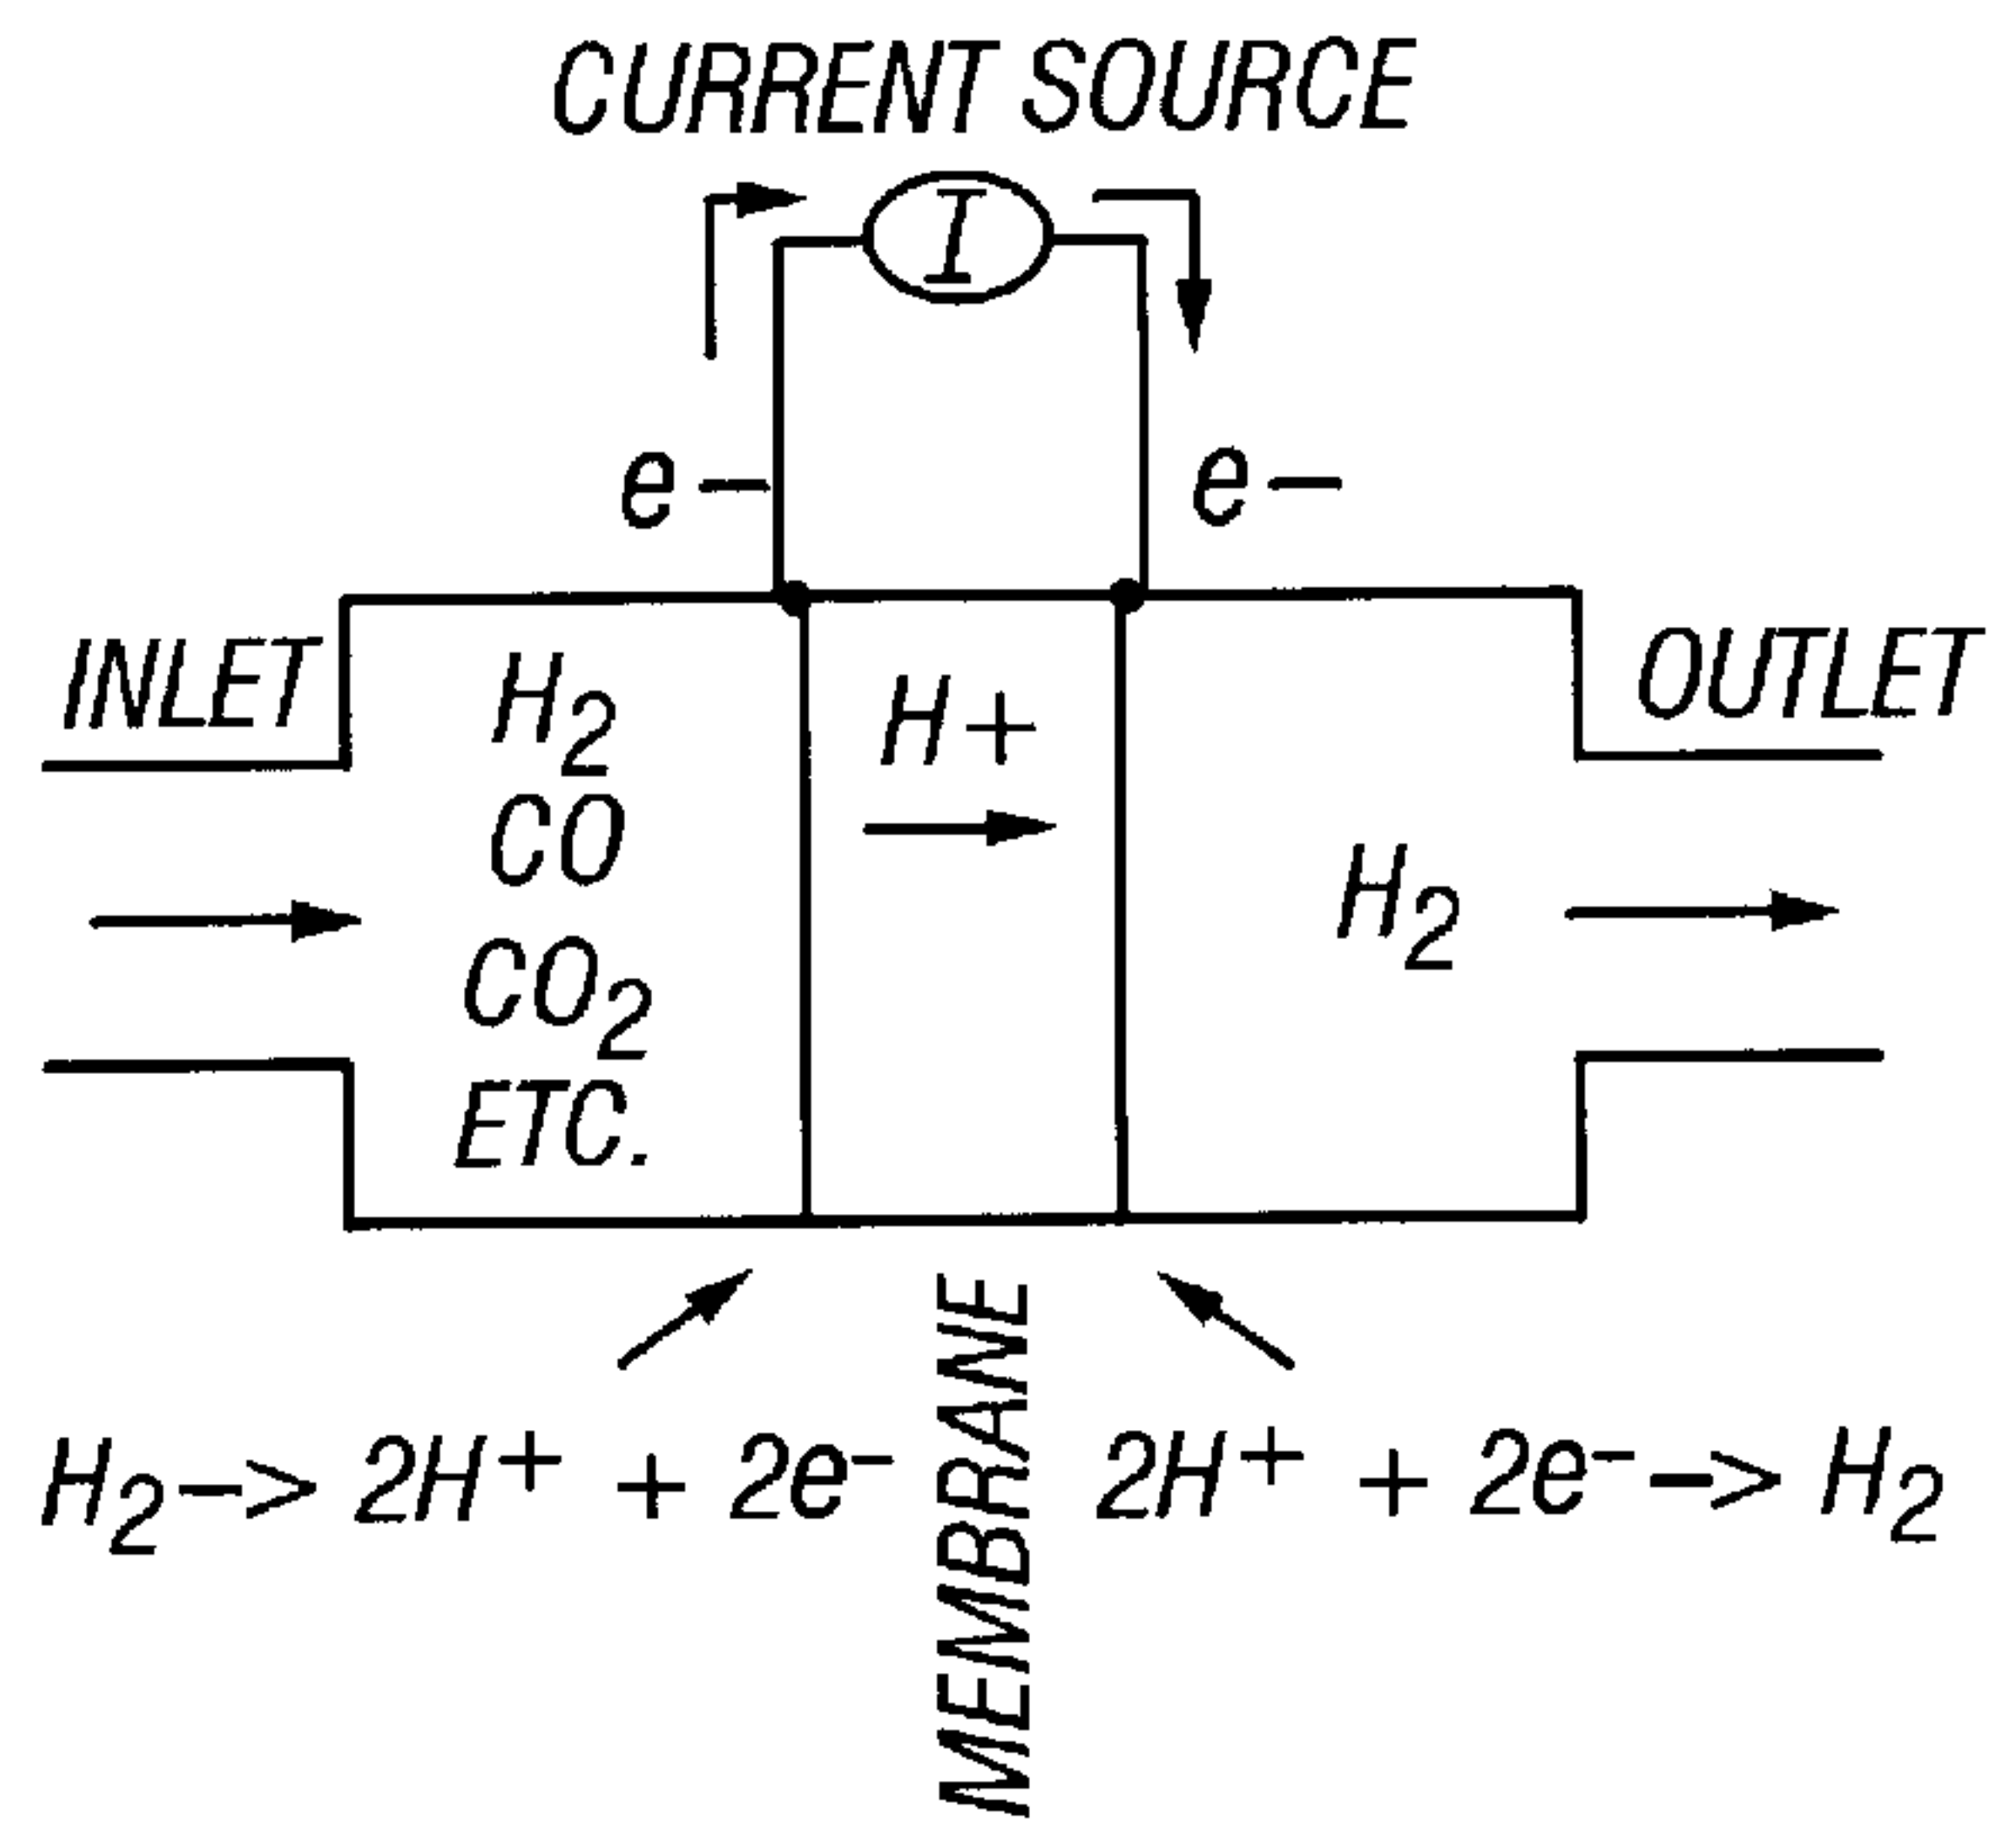 CURRENT SOURCE
I
e- e-
INLET OUTLET
H₂ H+
CO
H₂
CO₂
ETC.
H₂-> 2H⁺ + 2e⁻ 2H⁺ + 2e⁻-> H₂
MEMBRANE